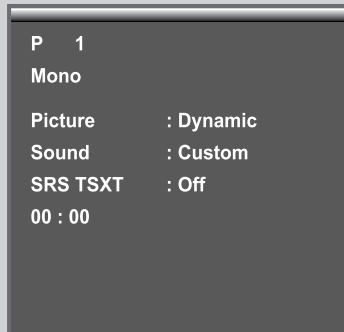 P 1
Mono
Picture : Dynamic
Sound : Custom
SRS TSXT : Off
00 : 00